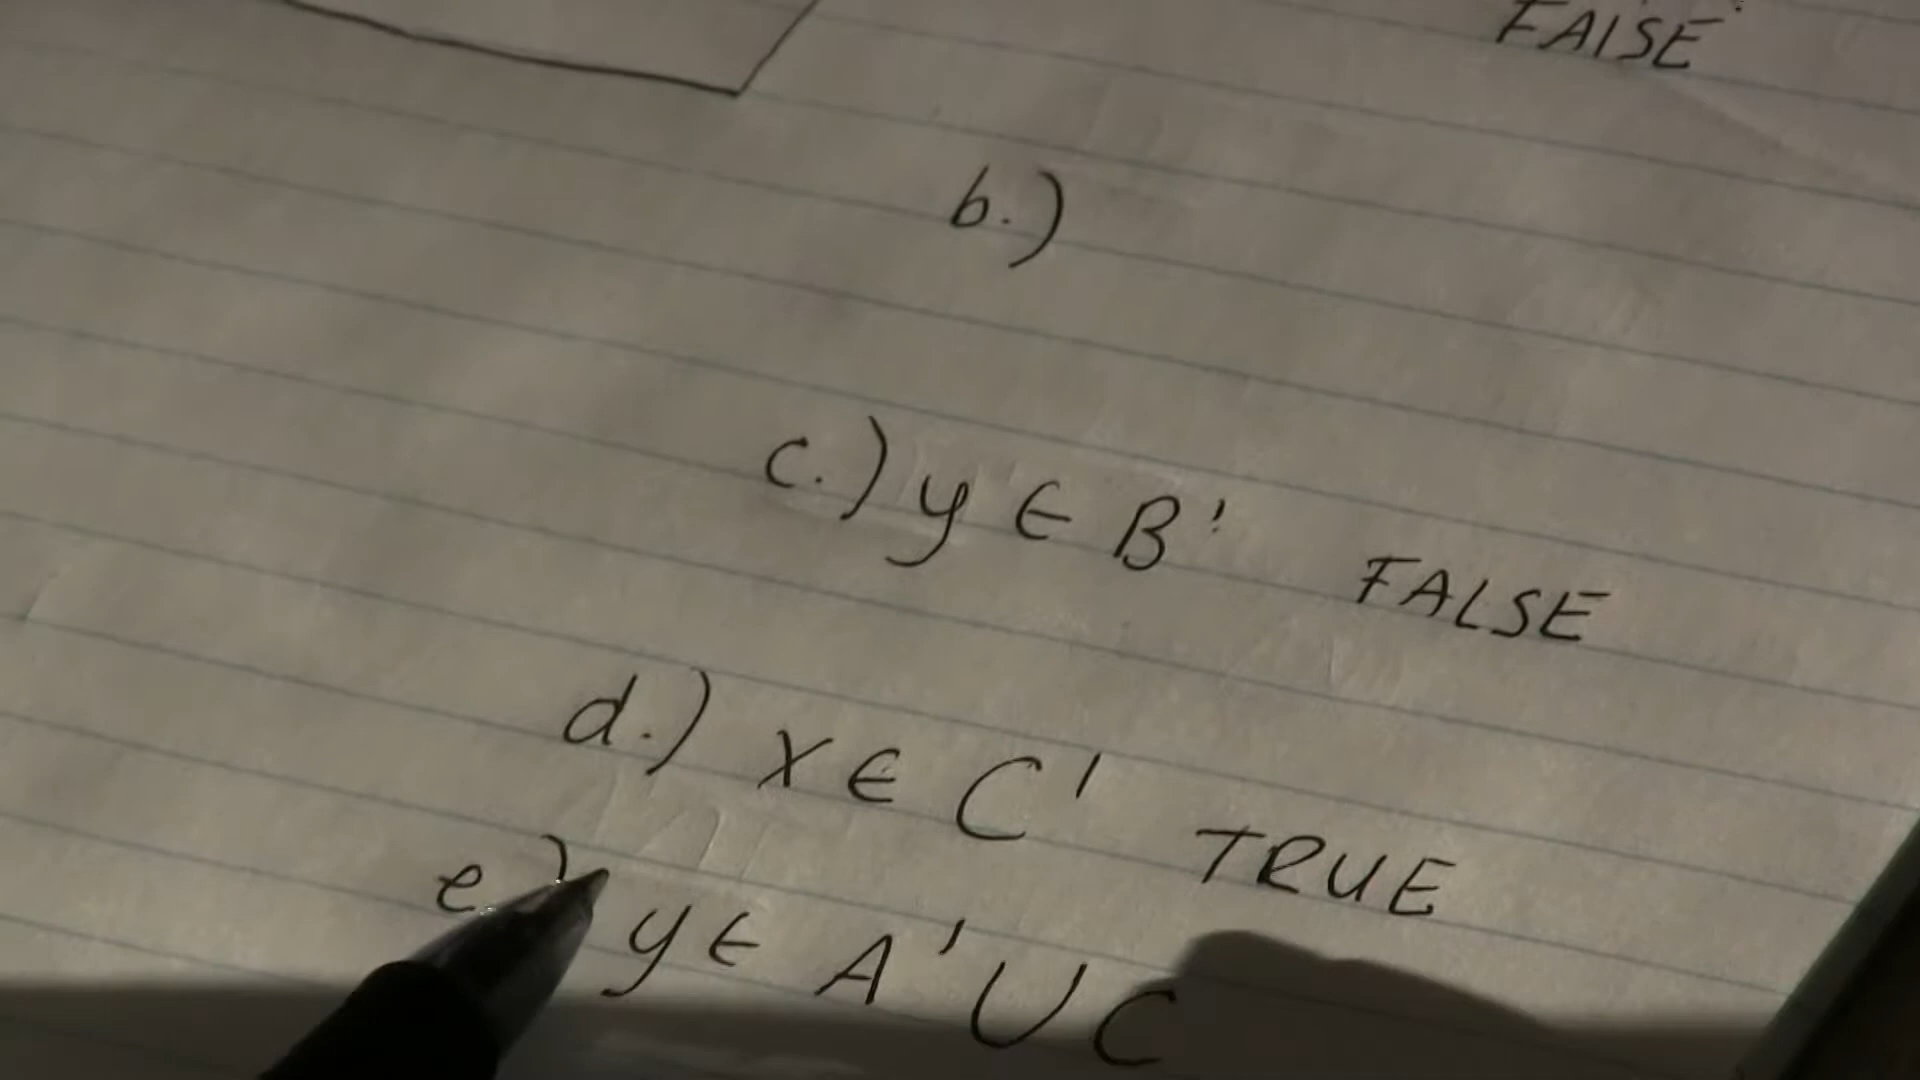 FALSE
b.)
c.) y ∈ B' FALSE
d.) x ∈ C' TRUE
e.) y ∈ A' ∪ C